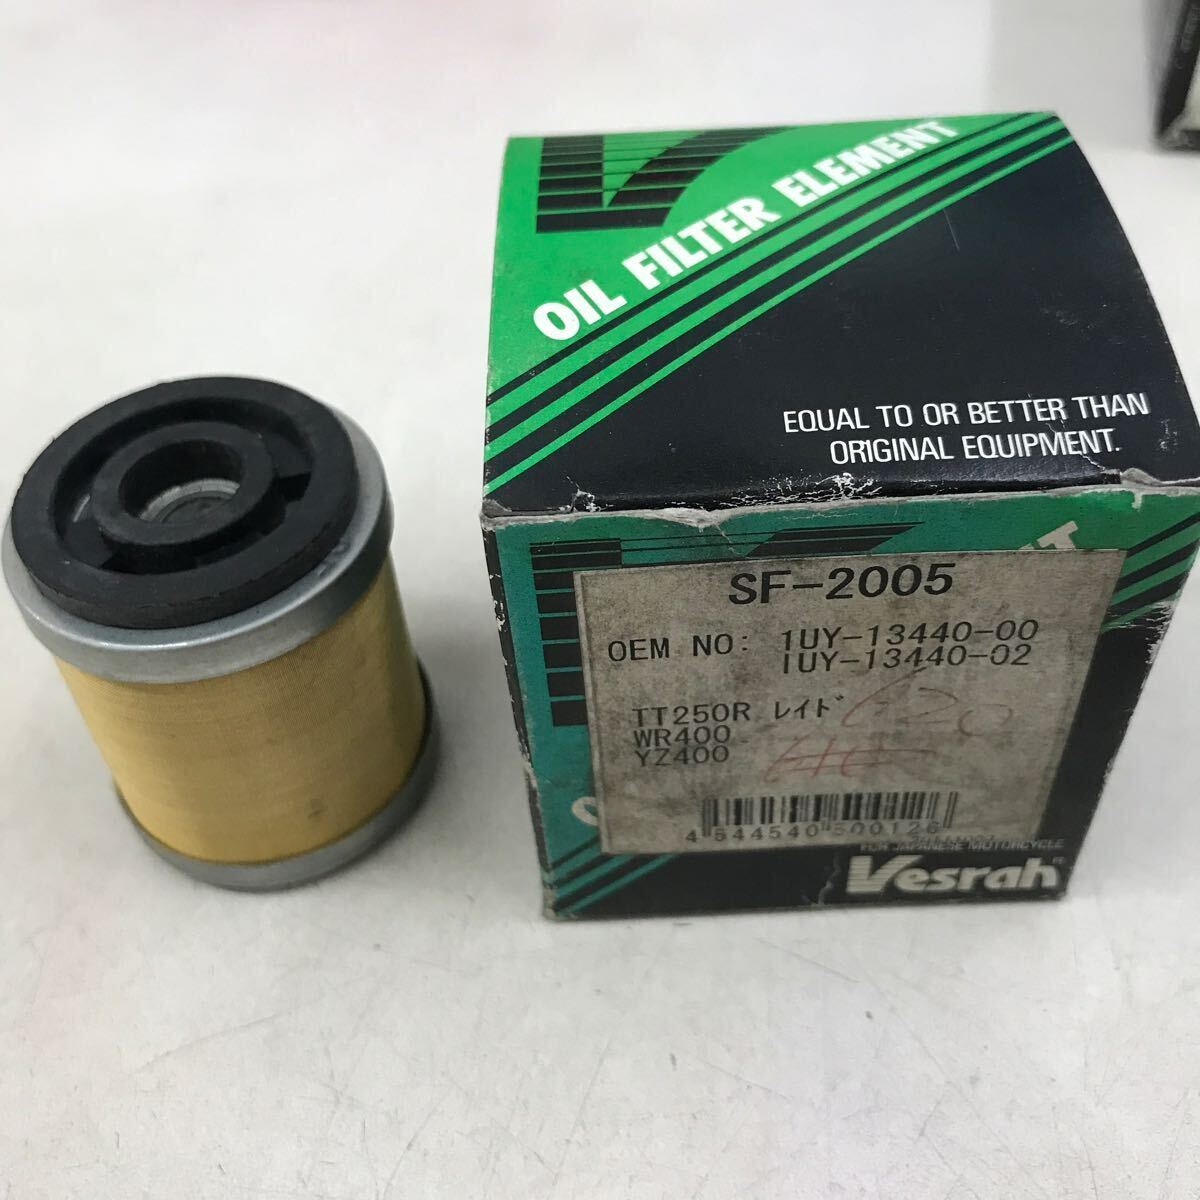 OIL FILTER ELEMENT
EQUAL TO OR BETTER THAN
ORIGINAL EQUIPMENT.
SF-2005
OEM NO: 1UY-13440-00
1UY-13440-02
TT250R レイド 620
WR400
YZ400
FOR JAPANESE MOTORCYCLE
Vesrah